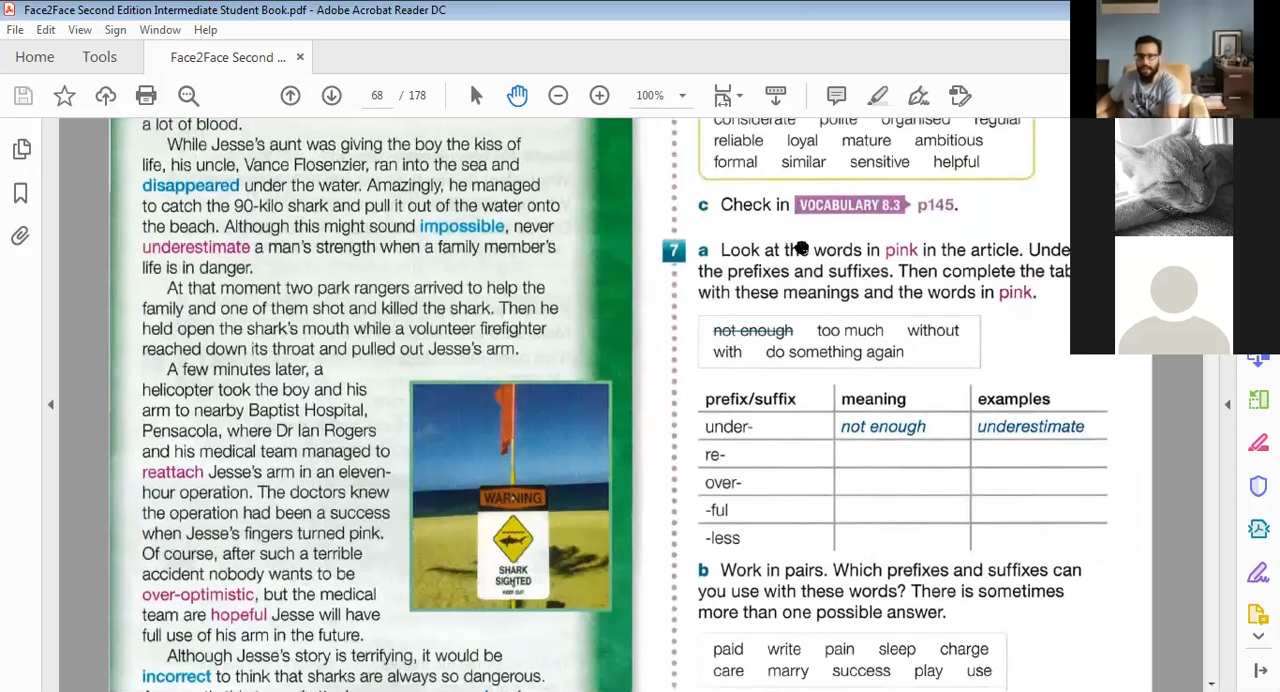 Face2Face Second Edition Intermediate Student Book.pdf - Adobe Acrobat Reader DC
File Edit View Sign Window Help
Home Tools Face2Face Second ... ×
68 / 178 100%
a lot of blood.
While Jesse's aunt was giving the boy the kiss of
life, his uncle, Vance Flosenzier, ran into the sea and
disappeared under the water. Amazingly, he managed
to catch the 90-kilo shark and pull it out of the water onto
the beach. Although this might sound impossible, never
underestimate a man's strength when a family member's
life is in danger.
At that moment two park rangers arrived to help the
family and one of them shot and killed the shark. Then he
held open the shark's mouth while a volunteer firefighter
reached down its throat and pulled out Jesse's arm.
A few minutes later, a
helicopter took the boy and his
arm to nearby Baptist Hospital,
Pensacola, where Dr Ian Rogers
and his medical team managed to
reattach Jesse's arm in an eleven-
hour operation. The doctors knew
the operation had been a success
when Jesse's fingers turned pink.
Of course, after such a terrible
accident nobody wants to be
over-optimistic, but the medical
team are hopeful Jesse will have
full use of his arm in the future.
Although Jesse's story is terrifying, it would be
incorrect to think that sharks are always so dangerous.
WARNING
SHARK
SIGHTED
KEEP OUT
considerate polite organised regular
reliable loyal mature ambitious
formal similar sensitive helpful
c Check in VOCABULARY 8.3 p145.
7 a Look at the words in pink in the article. Unde
the prefixes and suffixes. Then complete the tab
with these meanings and the words in pink.
not enough too much without
with do something again
prefix/suffix meaning examples
under- not enough underestimate
re-
over-
-ful
-less
b Work in pairs. Which prefixes and suffixes can
you use with these words? There is sometimes
more than one possible answer.
paid write pain sleep charge
care marry success play use